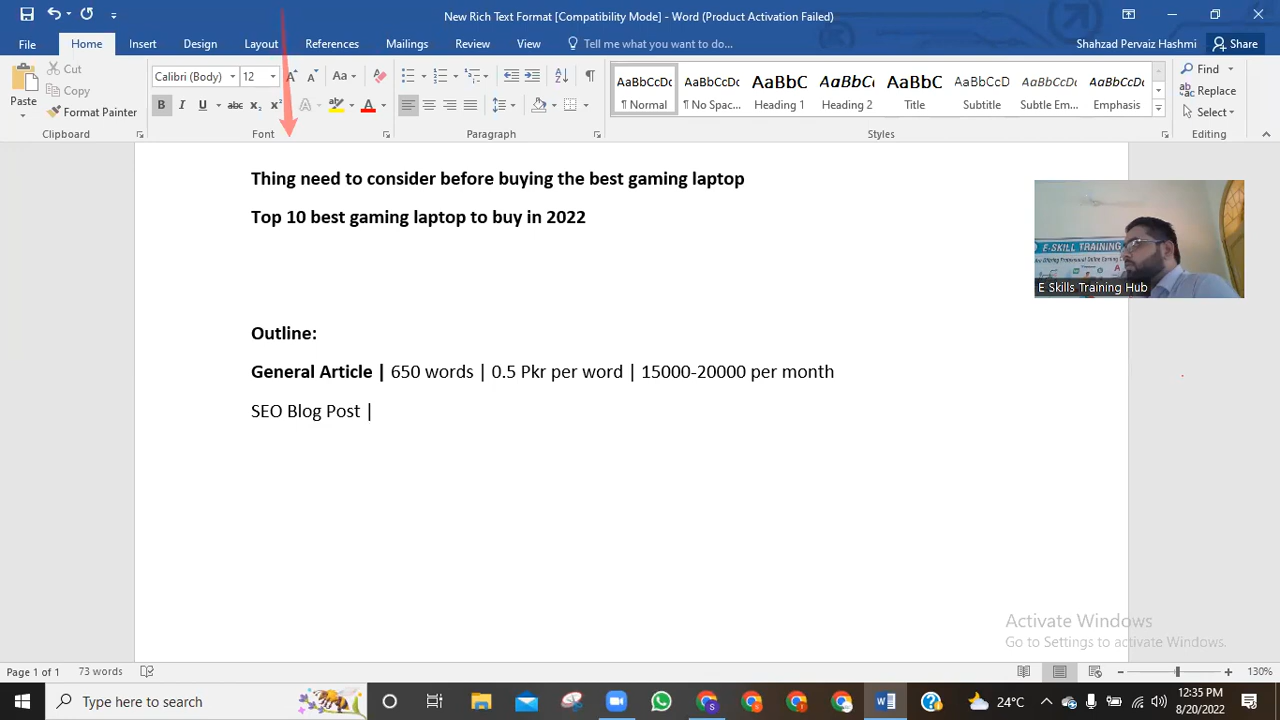 New Rich Text Format [Compatibility Mode] - Word (Product Activation Failed)
File Home Insert Design Layout References Mailings Review View Tell me what you want to do... Shahzad Pervaiz Hashmi Share
Paste
Cut
Copy
Format Painter
Clipboard
Calibri (Body) 12
Font
Paragraph
AaBbCcDc AaBbCcDc AaBbC AaBbCc AaBbC AaBbCcD AaBbCcDc AaBbCcDc
¶ Normal ¶ No Spac... Heading 1 Heading 2 Title Subtitle Subtle Em... Emphasis
Styles
Find
Replace
Select
Editing
Thing need to consider before buying the best gaming laptop
Top 10 best gaming laptop to buy in 2022
Outline:
General Article | 650 words | 0.5 Pkr per word | 15000-20000 per month
SEO Blog Post |
E-SKILL TRAINING
E Skills Training Hub
Activate Windows
Go to Settings to activate Windows.
Page 1 of 1 73 words 130%
Type here to search
24°C
12:35 PM
8/20/2022